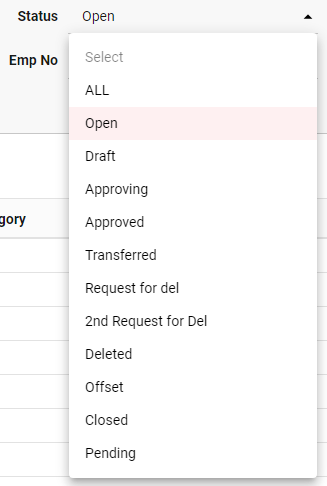 Status Open
Emp No
Select
ALL
Open
Draft
Approving
Approved
gory
Transferred
Request for del
2nd Request for Del
Deleted
Offset
Closed
Pending